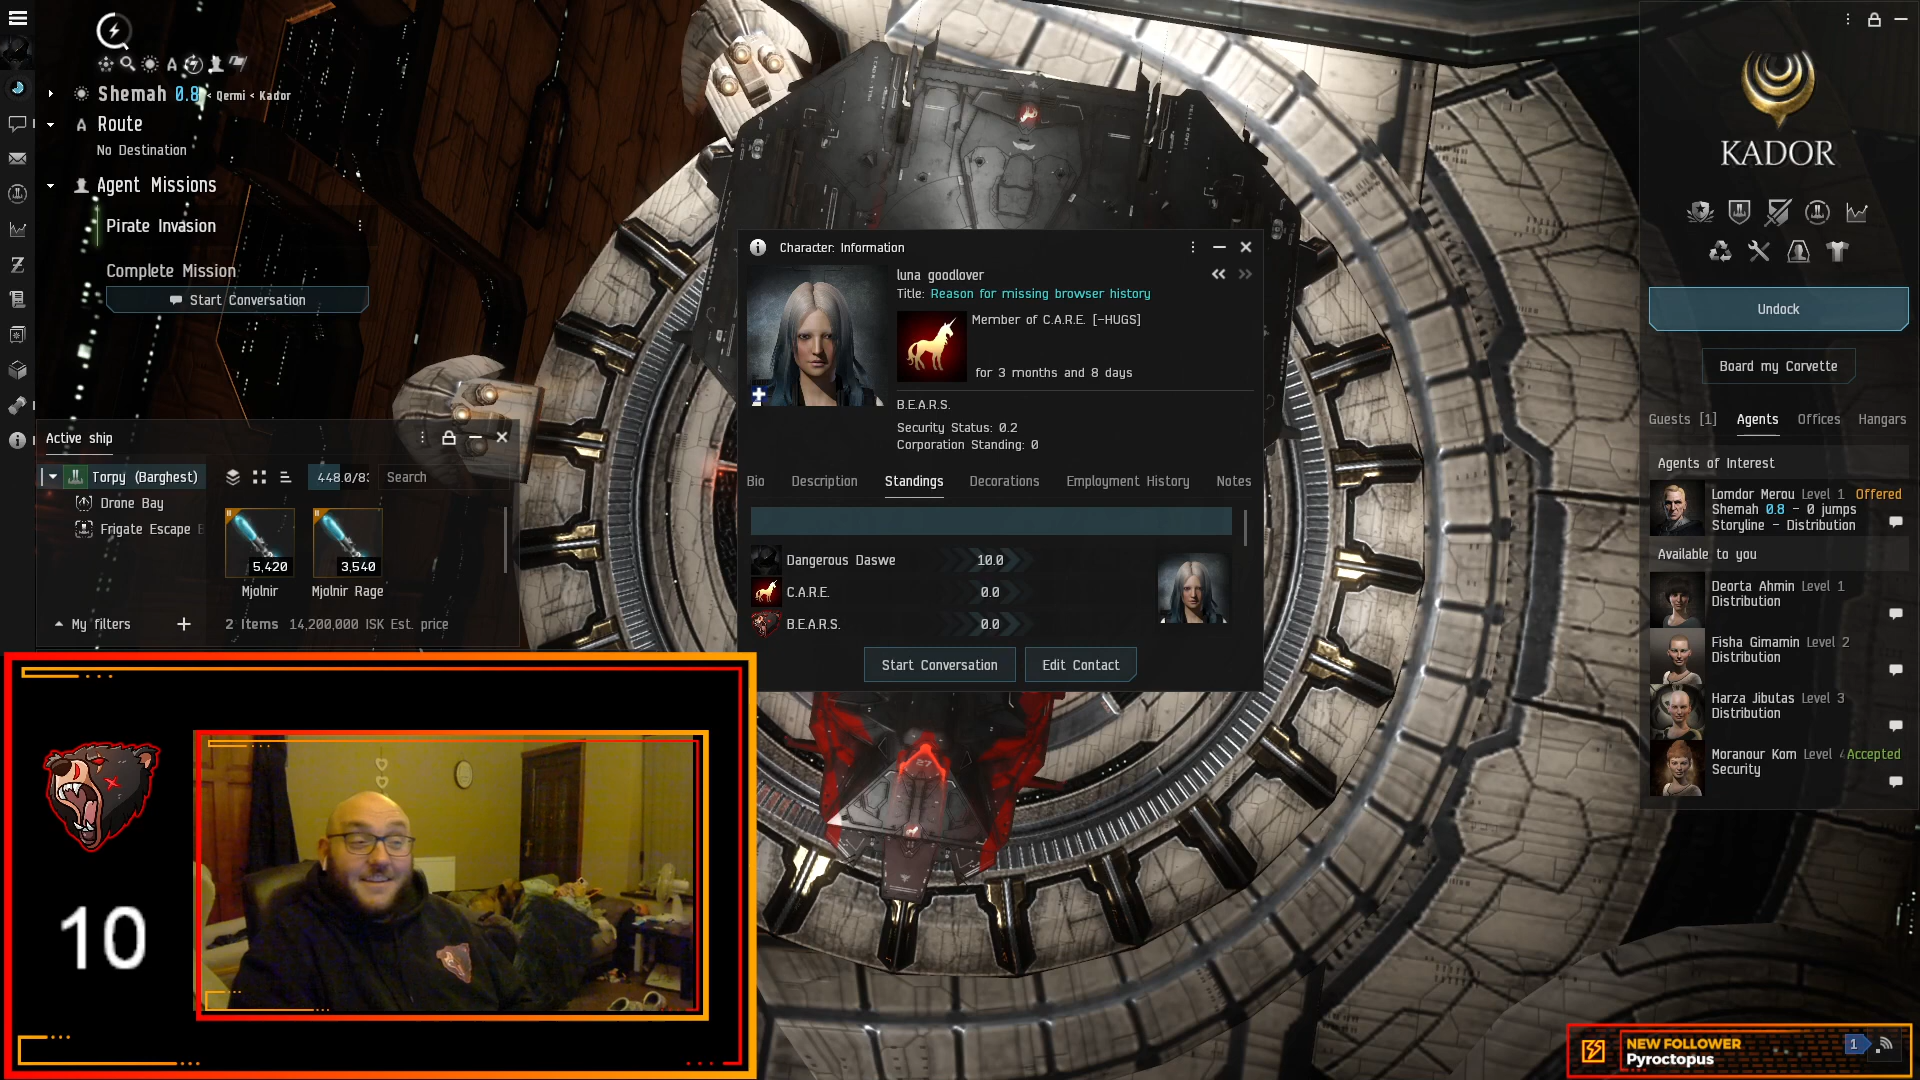 Shemah 0.8 < Qermi < Kador
Route
No Destination
Agent Missions
Pirate Invasion
Complete Mission
Start Conversation
Active ship
Torpy (Barghest)
448.0/83
Search
Drone Bay
Frigate Escape
5,420
3,540
Mjolnir
Mjolnir Rage
My filters
2 Items 14,200,000 ISK Est. price
Character: Information
luna goodlover
Title: Reason for missing browser history
Member of C.A.R.E. [-HUGS]
for 3 months and 8 days
B.E.A.R.S.
Security Status: 0.2
Corporation Standing: 0
Bio Description Standings Decorations Employment History Notes
Dangerous Daswe 10.0
C.A.R.E. 0.0
B.E.A.R.S. 0.0
Start Conversation
Edit Contact
KADOR
Undock
Board my Corvette
Guests [1] Agents Offices Hangars
Agents of Interest
Lomdor Merou Level 1 Offered
Shemah 0.8 - 0 jumps
Storyline - Distribution
Available to you
Deorta Ahmin Level 1
Distribution
Fisha Gimamin Level 2
Distribution
Harza Jibutas Level 3
Distribution
Moranour Kom Level 4 Accepted
Security
27
10
NEW FOLLOWER
Pyroctopus
1